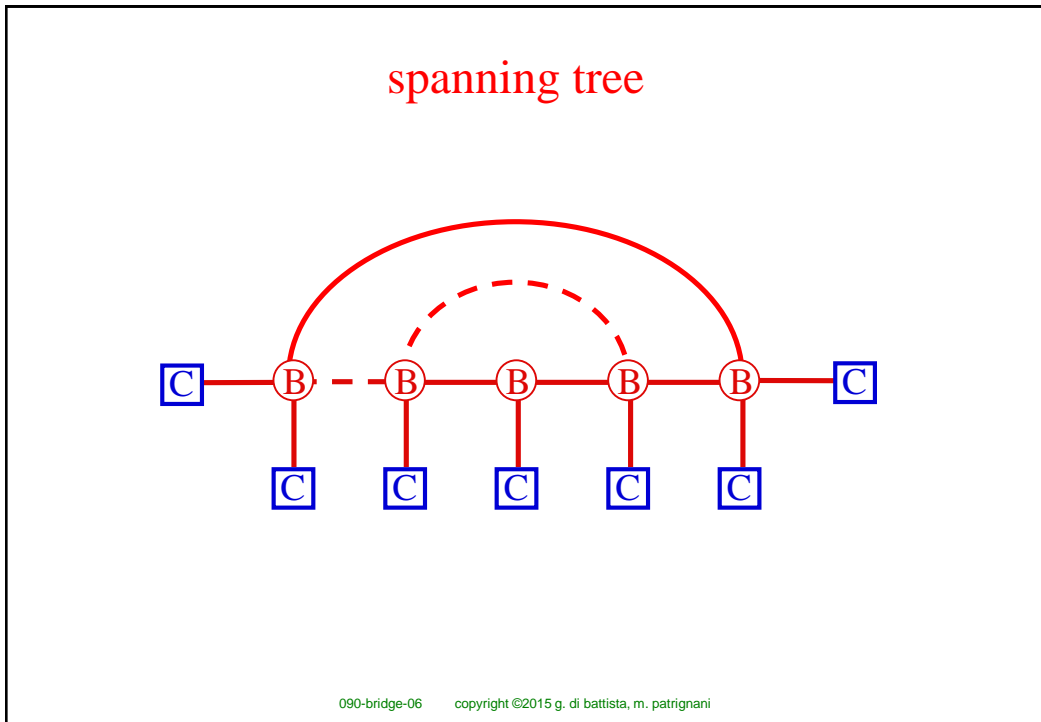 spanning tree
C B B B B B C
C C C C C
090-bridge-06 copyright ©2015 g. di battista, m. patrignani